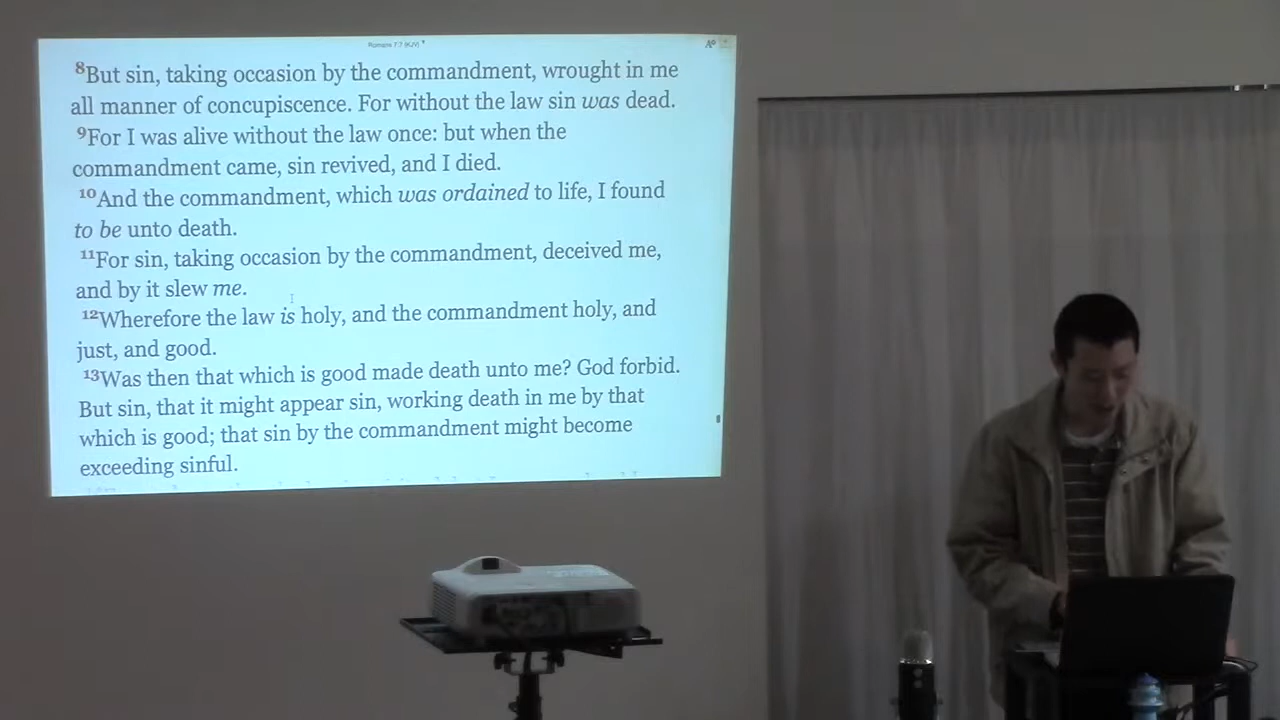 Romans 7:7 (KJV)
8But sin, taking occasion by the commandment, wrought in me
all manner of concupiscence. For without the law sin was dead.
9For I was alive without the law once: but when the
commandment came, sin revived, and I died.
10And the commandment, which was ordained to life, I found
to be unto death.
11For sin, taking occasion by the commandment, deceived me,
and by it slew me.
12Wherefore the law is holy, and the commandment holy, and
just, and good.
13Was then that which is good made death unto me? God forbid.
But sin, that it might appear sin, working death in me by that
which is good; that sin by the commandment might become
exceeding sinful.